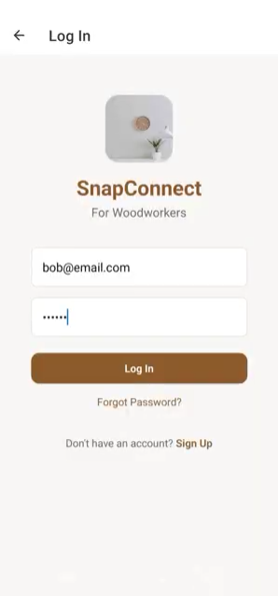 Log In
SnapConnect
For Woodworkers
bob@email.com
••••••
Log In
Forgot Password?
Don't have an account? Sign Up